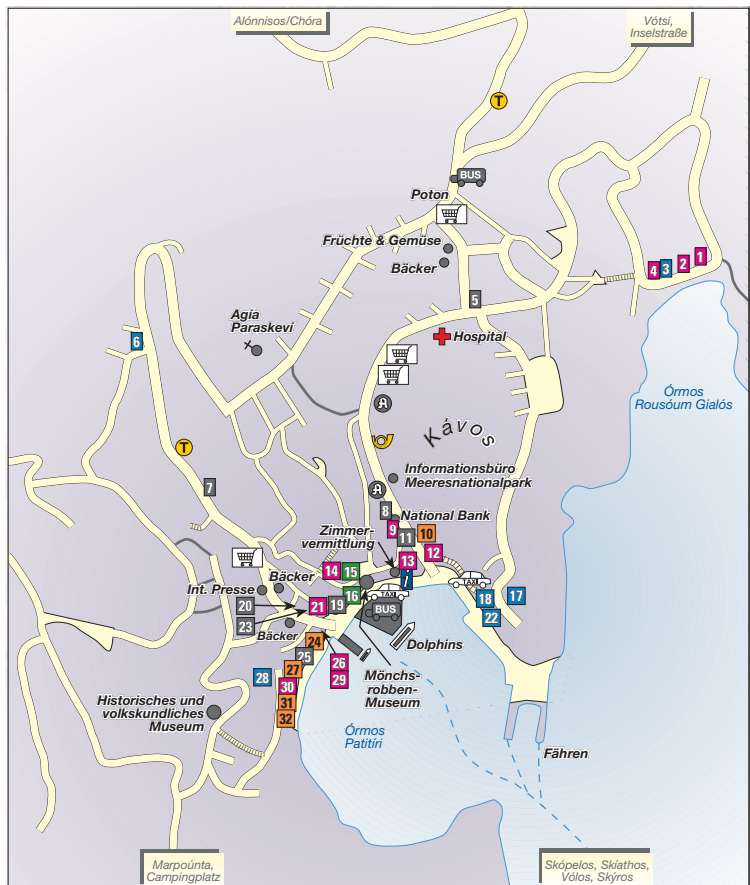 Alónnisos/Chóra
Vótsi,
Inselstraße
T
BUS
Poton
Früchte & Gemüse
Bäcker
1
2
3
4
5
Agía
Paraskeví
Hospital
6
Órmos
Rousóum Gialós
A
Kávos
T
7
Informationsbüro
Meeresnationalpark
A
8
National Bank
9
10
11
Zimmer-
vermittlung
12
13
i
14
15
TAXI
Bäcker
Int. Presse
16
TAXI
18
17
20
21
19
BUS
22
23
Bäcker
24
Dolphins
25
26
27
28
29
30
Mönchs-
robben-
Museum
31
32
Historisches und
volkskundliches
Museum
Órmos
Patitíri
Fähren
Marpoúnta,
Campingplatz
Skópelos, Skíathos,
Vólos, Skýros